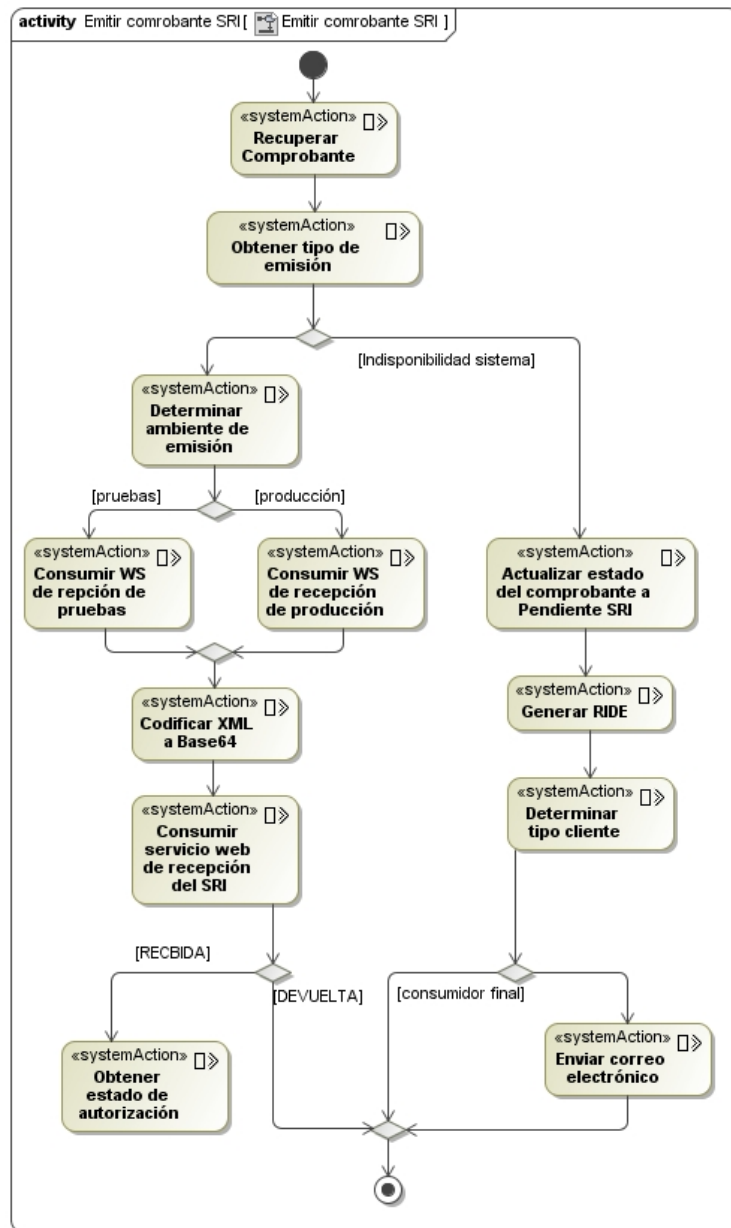 activity Emitir comrobante SRI[ Emitir comrobante SRI ]
«systemAction»
Recuperar
Comprobante
«systemAction»
Obtener tipo de
emisión
[Indisponibilidad sistema]
«systemAction»
Determinar
ambiente de
emisión
[pruebas]
[producción]
«systemAction»
Consumir WS
de repción de
pruebas
«systemAction»
Consumir WS
de recepción
de producción
«systemAction»
Actualizar estado
del comprobante a
Pendiente SRI
«systemAction»
Codificar XML
a Base64
«systemAction»
Generar RIDE
«systemAction»
Consumir
servicio web
de recepción
del SRI
«systemAction»
Determinar
tipo cliente
[RECBIDA]
[DEVUELTA]
[consumidor final]
«systemAction»
Obtener
estado de
autorización
«systemAction»
Enviar correo
electrónico